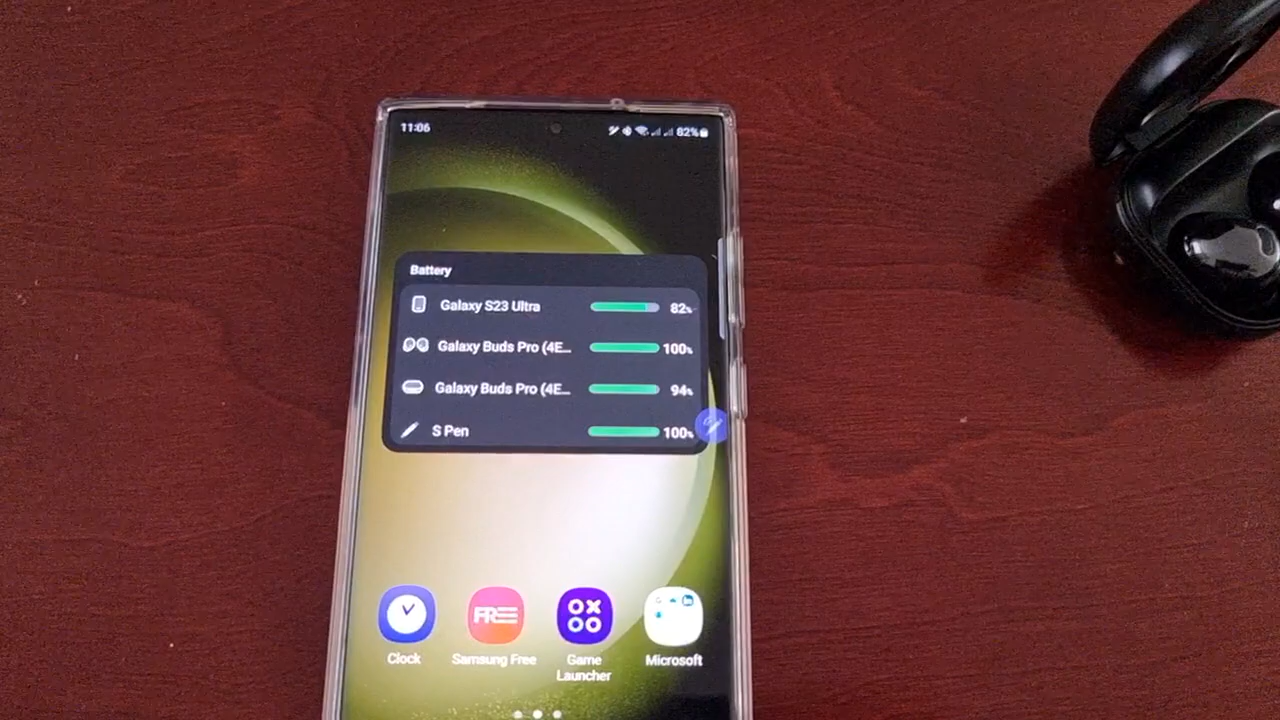 11:06 82%
Battery
Galaxy S23 Ultra 82%
Galaxy Buds Pro (4E... 100%
Galaxy Buds Pro (4E... 94%
S Pen 100%
FREE
Clock Samsung Free Game Launcher Microsoft